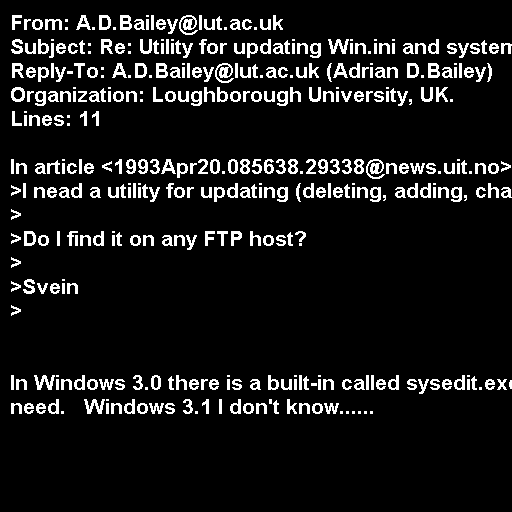 From: A.D.Bailey@lut.ac.uk
Subject: Re: Utility for updating Win.ini and system
Reply-To: A.D.Bailey@lut.ac.uk (Adrian D.Bailey)
Organization: Loughborough University, UK.
Lines: 11
In article <1993Apr20.085638.29338@news.uit.no>
>I nead a utility for updating (deleting, adding, cha
>
>Do I find it on any FTP host?
>
>Svein
>
In Windows 3.0 there is a built-in called sysedit.exe
need.   Windows 3.1 I don't know......